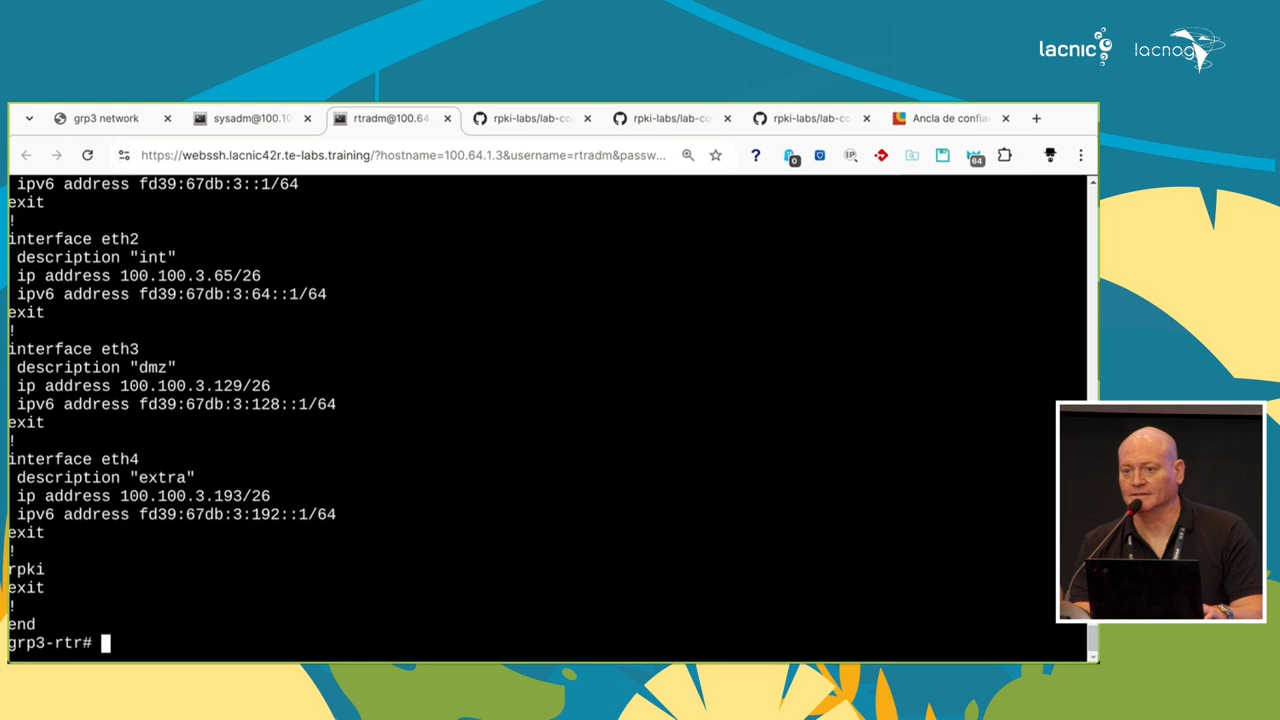 lacnic
lacnog
grp3 network
sysadm@100.10
rtradm@100.64
rpki-labs/lab-co
rpki-labs/lab-co
rpki-labs/lab-co
Ancla de confia
https://webssh.lacnic42r.te-labs.training/?hostname=100.64.1.3&username=rtradm&passw...
0
IP
64
ipv6 address fd39:67db:3::1/64
exit
!
interface eth2
description "int"
ip address 100.100.3.65/26
ipv6 address fd39:67db:3:64::1/64
exit
!
interface eth3
description "dmz"
ip address 100.100.3.129/26
ipv6 address fd39:67db:3:128::1/64
exit
!
interface eth4
description "extra"
ip address 100.100.3.193/26
ipv6 address fd39:67db:3:192::1/64
exit
!
rpki
exit
!
end
grp3-rtr#